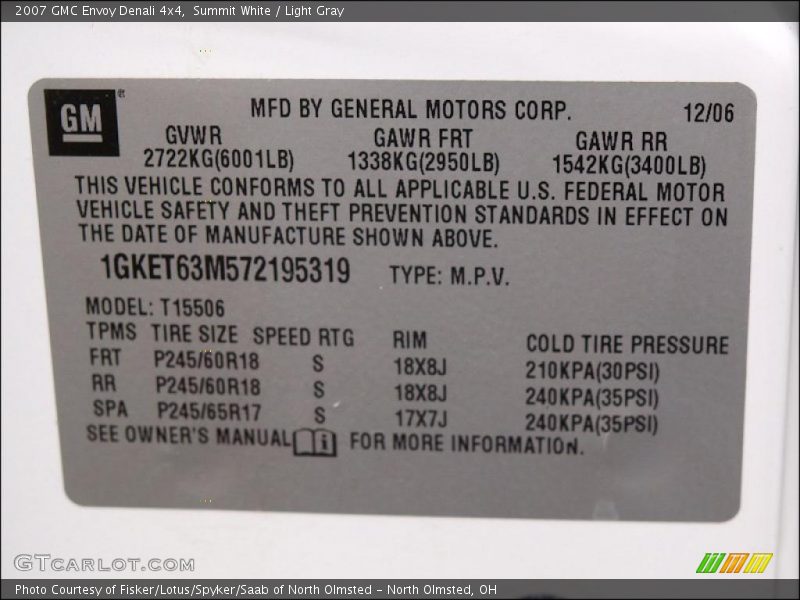 2007 GMC Envoy Denali 4x4,  Summit White / Light Gray
GM
MFD BY GENERAL MOTORS CORP. 12/06
GVWR GAWR FRT GAWR RR
2722KG(6001LB) 1338KG(2950LB) 1542KG(3400LB)
THIS VEHICLE CONFORMS TO ALL APPLICABLE U.S. FEDERAL MOTOR
VEHICLE SAFETY AND THEFT PREVENTION STANDARDS IN EFFECT ON
THE DATE OF MANUFACTURE SHOWN ABOVE.
1GKET63M572195319 TYPE: M.P.V.
MODEL: T15506
TPMS TIRE SIZE SPEED RTG RIM COLD TIRE PRESSURE
FRT P245/60R18 S 18X8J 210KPA(30PSI)
RR P245/60R18 S 18X8J 240KPA(35PSI)
SPA P245/65R17 S 17X7J 240KPA(35PSI)
SEE OWNER'S MANUAL FOR MORE INFORMATION.
GTCARLOT.COM
Photo Courtesy of Fisker/Lotus/Spyker/Saab of North Olmsted - North Olmsted, OH